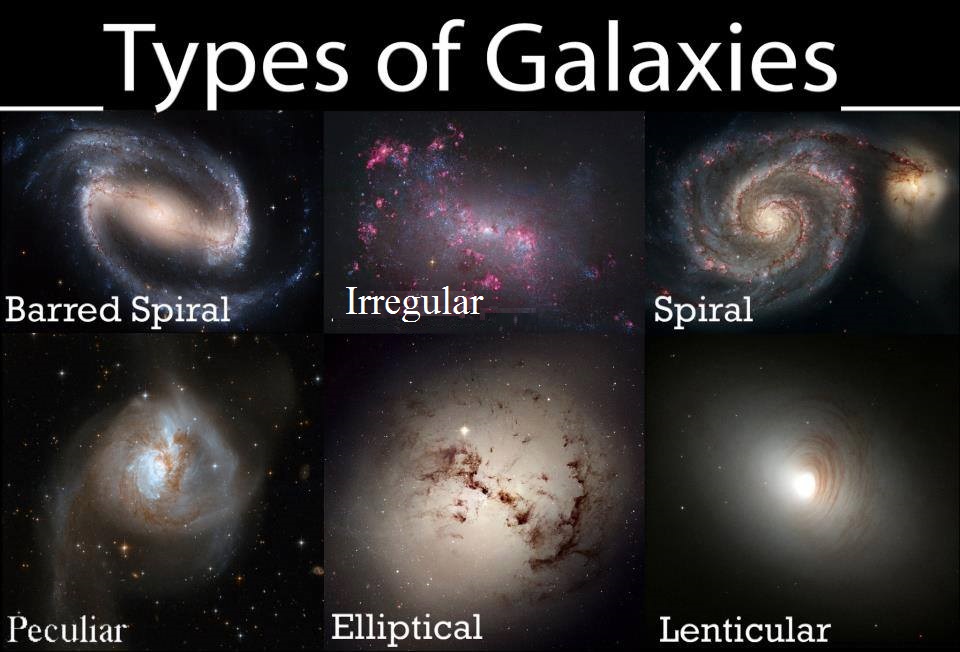 Types of Galaxies
Barred Spiral
Irregular
Spiral
Peculiar
Elliptical
Lenticular